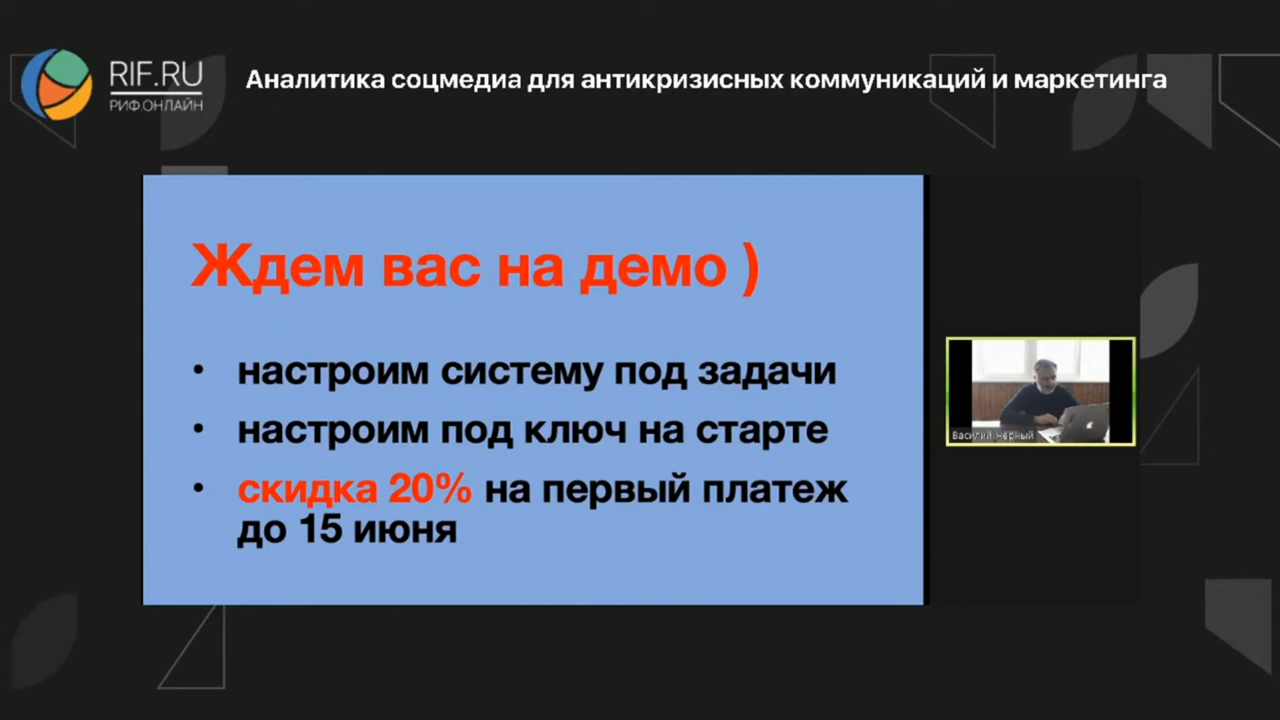 RIF.RU
РИФ.ОНЛАЙН
Аналитика соцмедиа для антикризисных коммуникаций и маркетинга
Ждем вас на демо )
• настроим систему под задачи
• настроим под ключ на старте
• скидка 20% на первый платеж
до 15 июня
Василий Черный